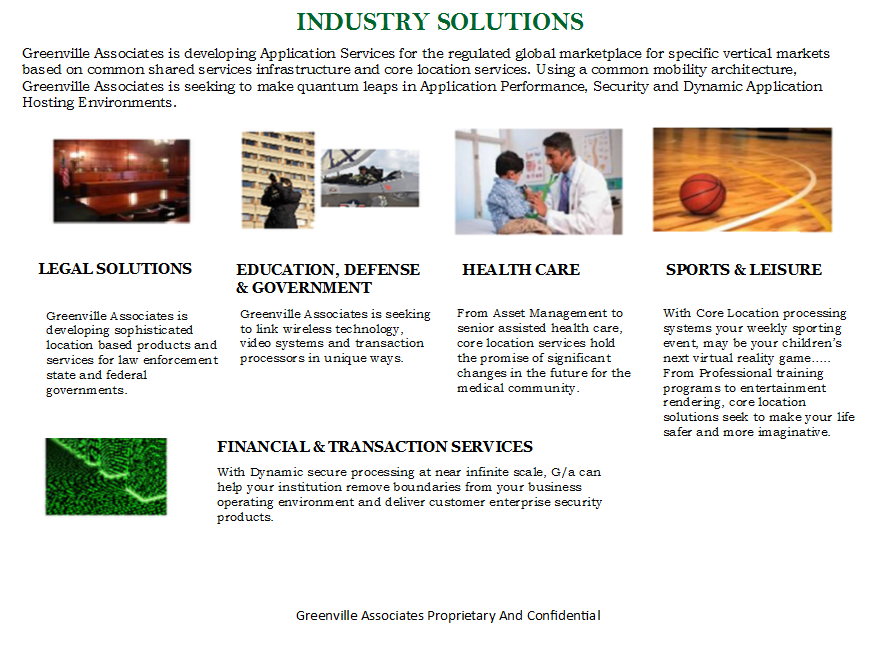 INDUSTRY SOLUTIONS
Greenville Associates is developing Application Services for the regulated global marketplace for specific vertical markets
based on common shared services infrastructure and core location services. Using a common mobility architecture,
Greenville Associates is seeking to make quantum leaps in Application Performance, Security and Dynamic Application
Hosting Environments.
LEGAL SOLUTIONS
Greenville Associates is
developing sophisticated
location based products and
services for law enforcement
state and federal
governments.
EDUCATION, DEFENSE
& GOVERNMENT
Greenville Associates is seeking
to link wireless technology,
video systems and transaction
processors in unique ways.
HEALTH CARE
From Asset Management to
senior assisted health care,
core location services hold
the promise of significant
changes in the future for the
medical community.
SPORTS & LEISURE
With Core Location processing
systems your weekly sporting
event, may be your children's
next virtual reality game.....
From Professional training
programs to entertainment
rendering, core location
solutions seek to make your life
safer and more imaginative.
FINANCIAL & TRANSACTION SERVICES
With Dynamic secure processing at near infinite scale, G/a can
help your institution remove boundaries from your business
operating environment and deliver customer enterprise security
products.
Greenville Associates Proprietary And Confidential